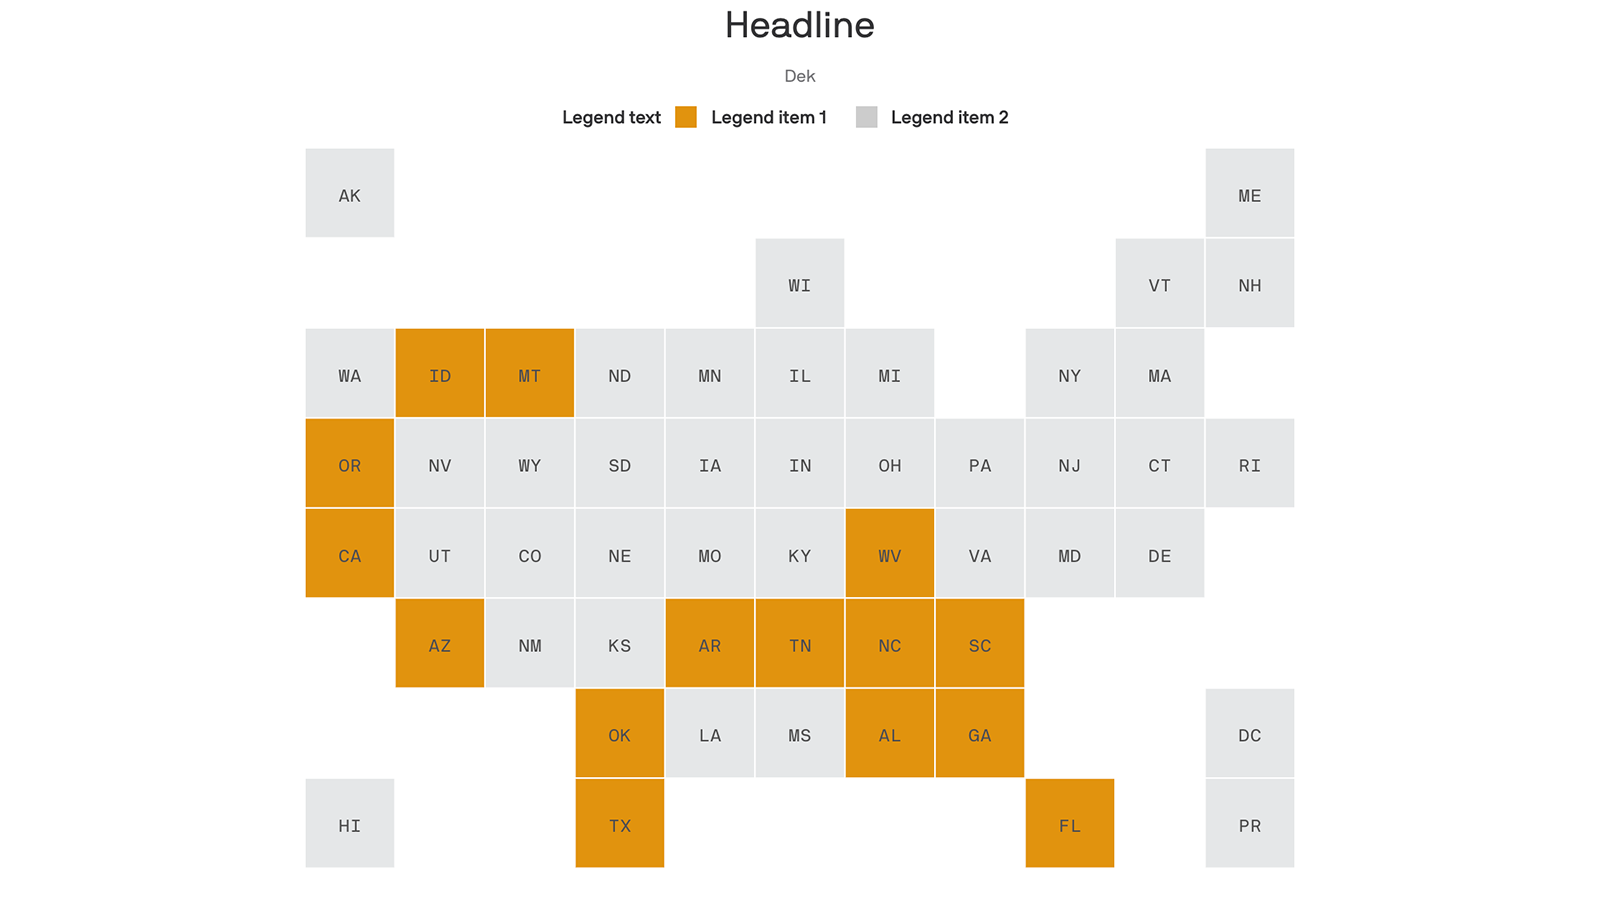 Headline
Dek
Legend text Legend item 1 Legend item 2
AK ME
WI VT NH
WA ID MT ND MN IL MI NY MA
OR NV WY SD IA IN OH PA NJ CT RI
CA UT CO NE MO KY WV VA MD DE
AZ NM KS AR TN NC SC
OK LA MS AL GA DC
HI TX FL PR